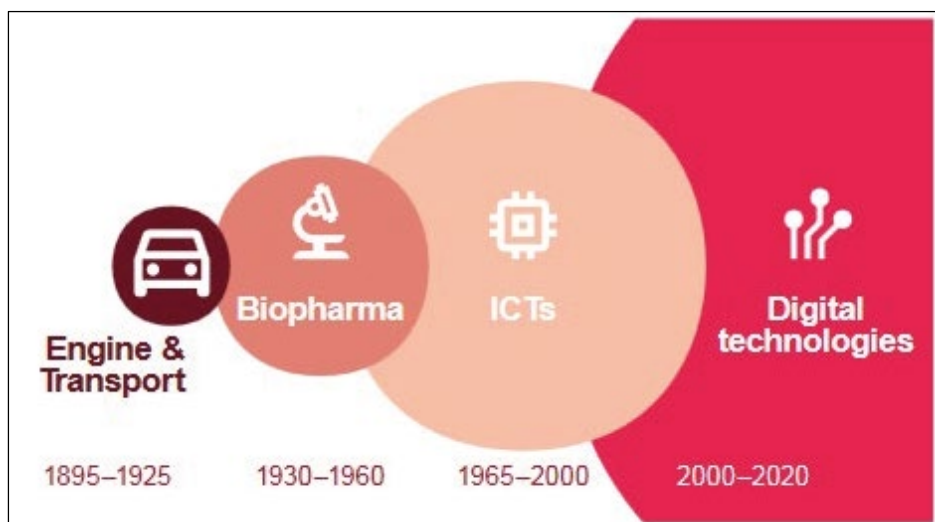 Engine &
Transport
Biopharma
ICTs
Digital
technologies
1895–1925
1930–1960
1965–2000
2000–2020